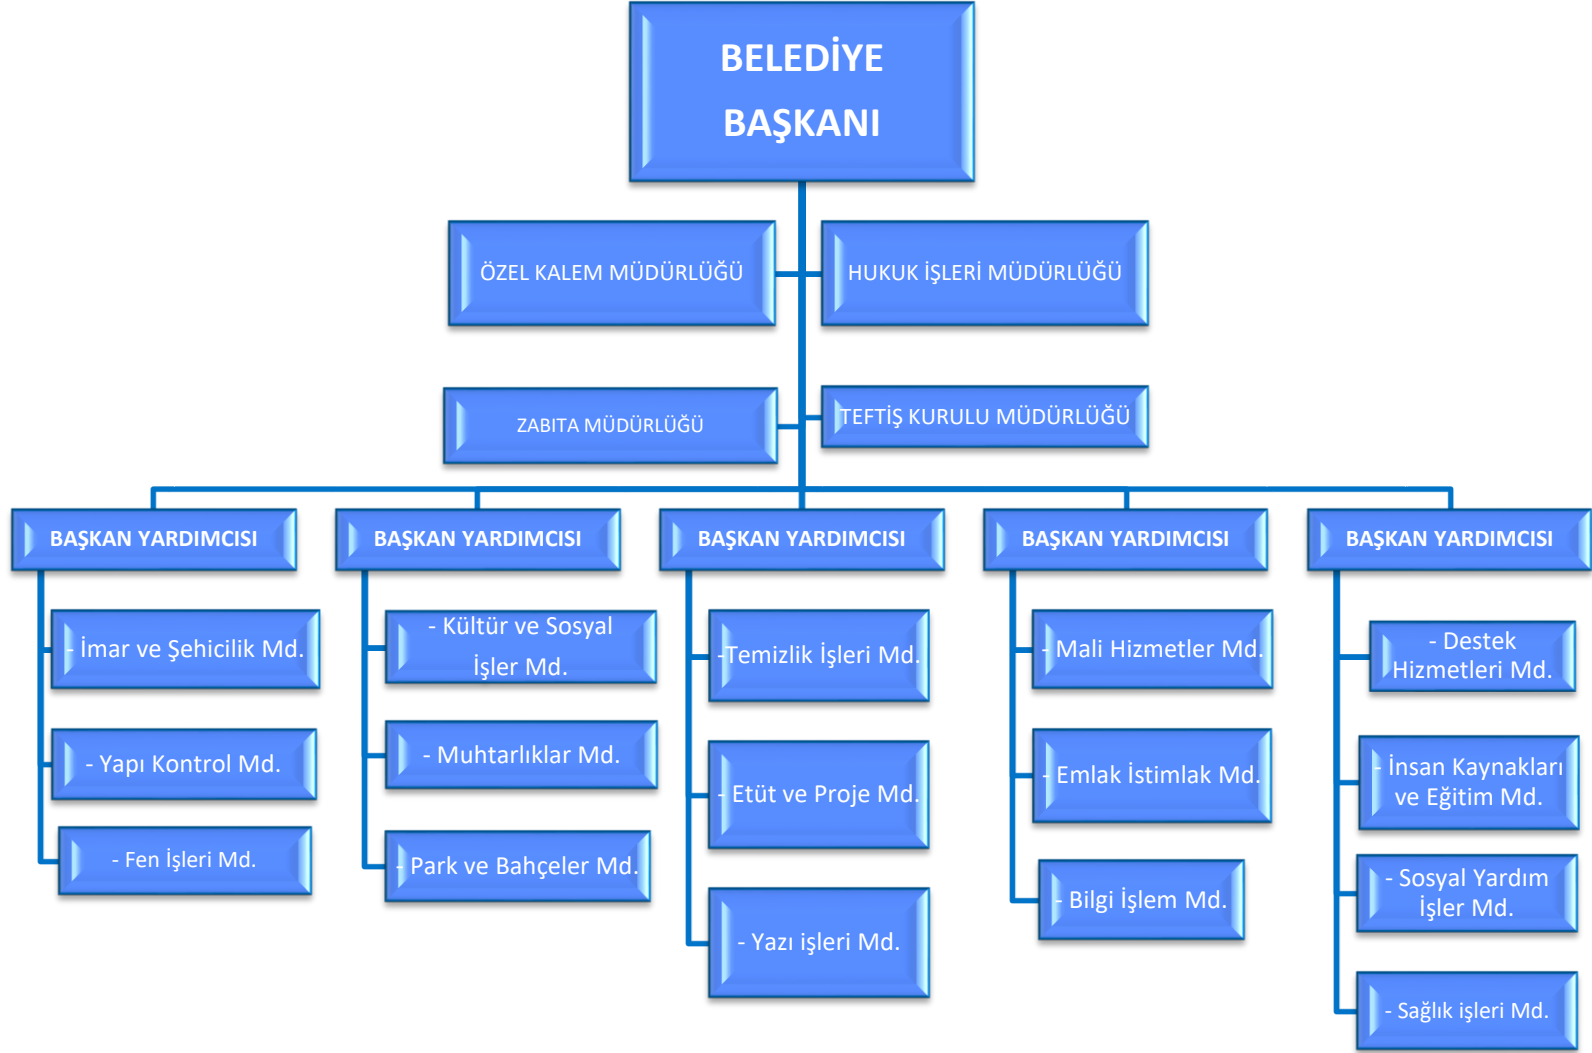 BELEDİYE
BAŞKANI
ÖZEL KALEM MÜDÜRLÜĞÜ
HUKUK İŞLERİ MÜDÜRLÜĞÜ
ZABITA MÜDÜRLÜĞÜ
TEFTİŞ KURULU MÜDÜRLÜĞÜ
BAŞKAN YARDIMCISI
- İmar ve Şehicilik Md.
- Yapı Kontrol Md.
- Fen İşleri Md.
BAŞKAN YARDIMCISI
- Kültür ve Sosyal
İşler Md.
- Muhtarlıklar Md.
- Park ve Bahçeler Md.
BAŞKAN YARDIMCISI
-Temizlik İşleri Md.
- Etüt ve Proje Md.
- Yazı işleri Md.
BAŞKAN YARDIMCISI
- Mali Hizmetler Md.
- Emlak İstimlak Md.
- Bilgi İşlem Md.
BAŞKAN YARDIMCISI
- Destek
Hizmetleri Md.
- İnsan Kaynakları
ve Eğitim Md.
- Sosyal Yardım
İşler Md.
- Sağlık işleri Md.